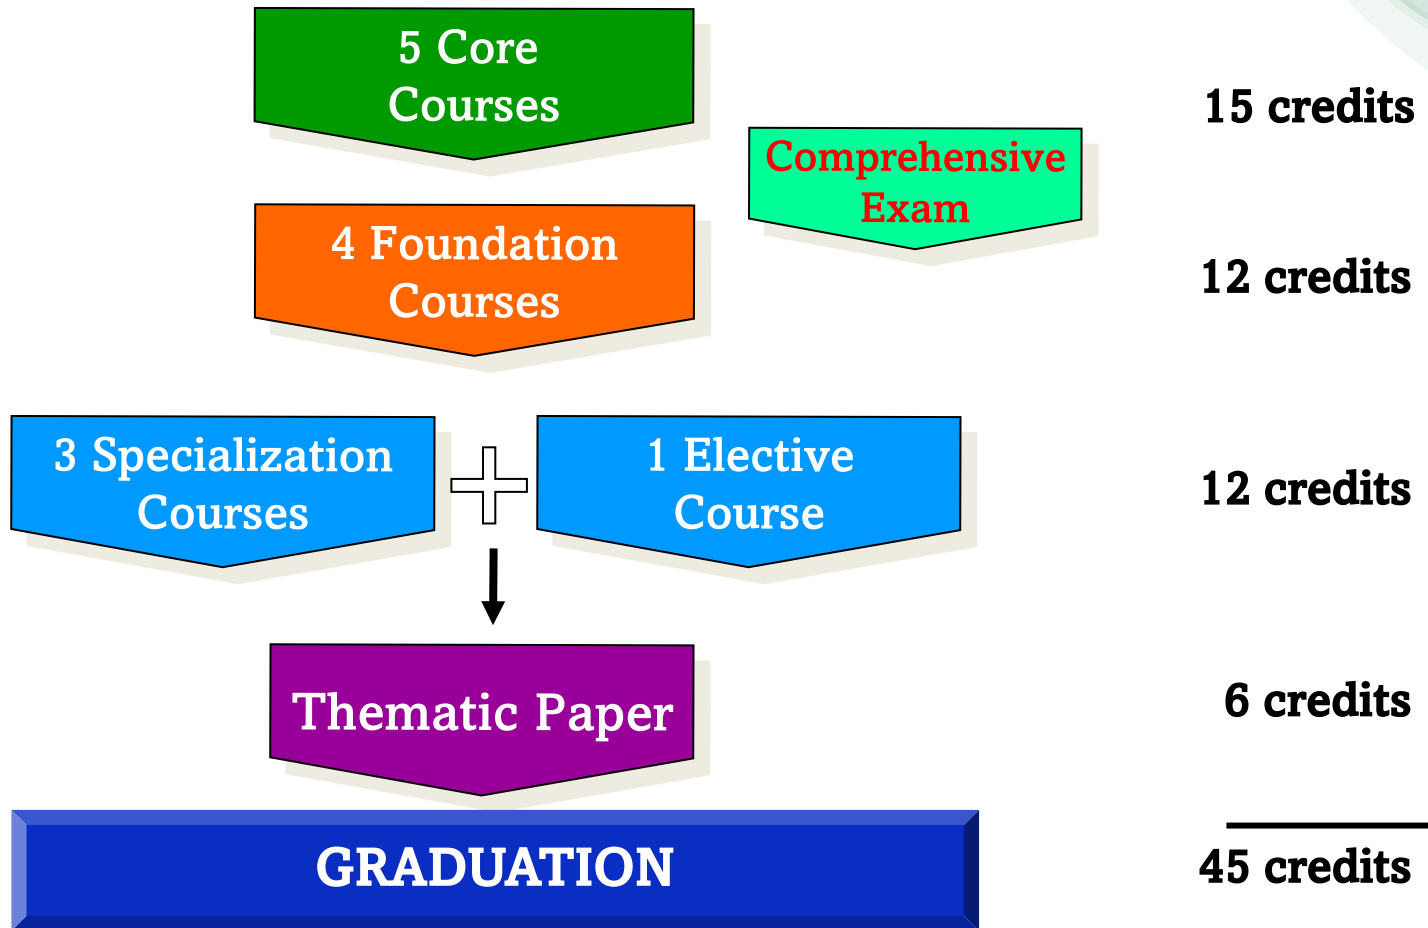 5 Core
Courses
15 credits
Comprehensive
Exam
4 Foundation
Courses
12 credits
3 Specialization
Courses
1 Elective
Course
12 credits
Thematic Paper
6 credits
GRADUATION
45 credits